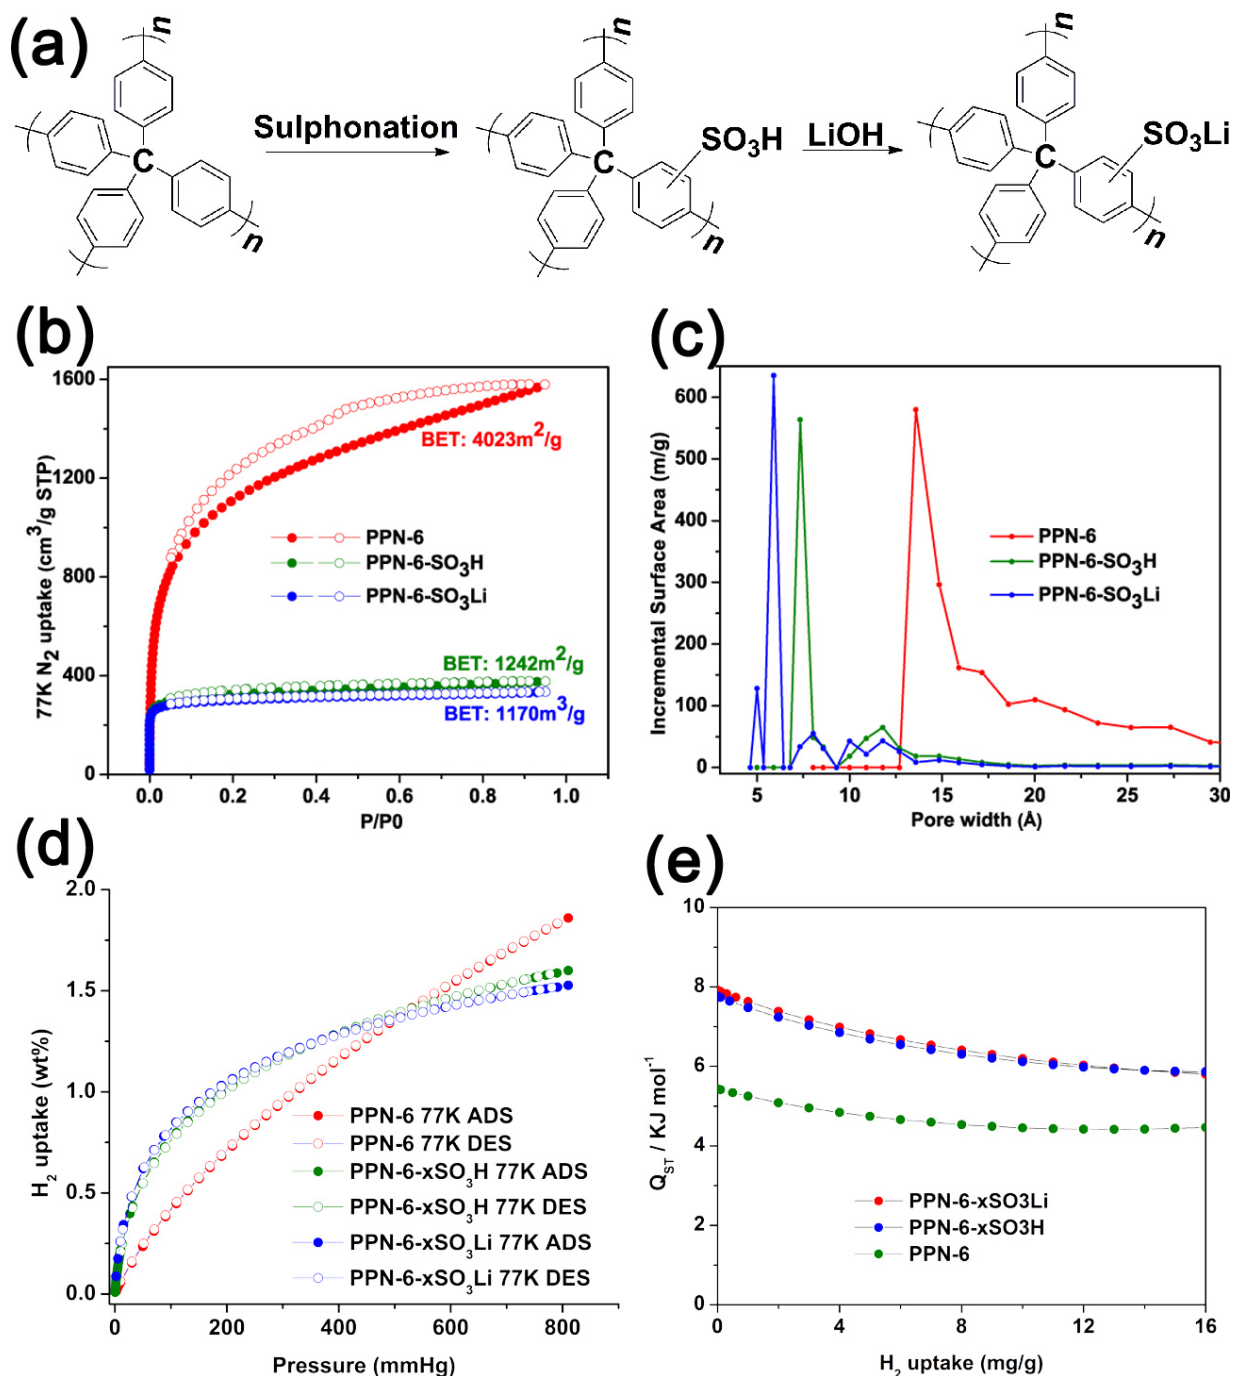 (a)
n
n
n
n
Sulphonation
SO3H
LiOH
SO3Li
C
C
C
n
n
(b)
1600
1200
800
400
0
77K N2 uptake (cm3/g STP)
BET: 4023m2/g
PPN-6
PPN-6-SO3H
PPN-6-SO3Li
BET: 1242m2/g
BET: 1170m3/g
0.0 0.2 0.4 0.6 0.8 1.0
P/P0
(c)
600
500
400
300
200
100
0
Incremental Surface Area (m/g)
PPN-6
PPN-6-SO3H
PPN-6-SO3Li
5 10 15 20 25 30
Pore width (Å)
(d)
2.0
1.5
1.0
0.5
0.0
H2 uptake (wt%)
PPN-6 77K ADS
PPN-6 77K DES
PPN-6-xSO3H 77K ADS
PPN-6-xSO3H 77K DES
PPN-6-xSO3Li 77K ADS
PPN-6-xSO3Li 77K DES
0 200 400 600 800
Pressure (mmHg)
(e)
10
8
6
4
2
0
QST / KJ mol-1
PPN-6-xSO3Li
PPN-6-xSO3H
PPN-6
0 4 8 12 16
H2 uptake (mg/g)